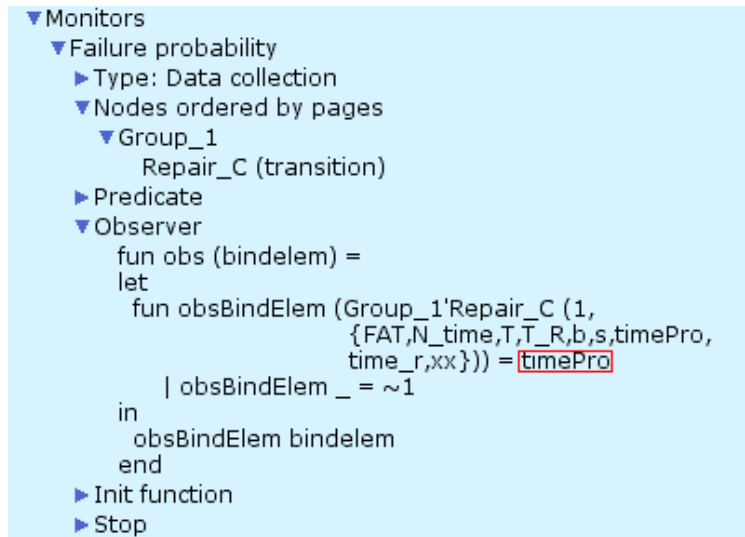 Monitors
Failure probability
Type: Data collection
Nodes ordered by pages
Group_1
Repair_C (transition)
Predicate
Observer
fun obs (bindelem) =
let
fun obsBindElem (Group_1'Repair_C (1,
{FAT,N_time,T,T_R,b,s,timePro,
time_r,xx})) = timePro
| obsBindElem _ = ~1
in
obsBindElem bindelem
end
Init function
Stop